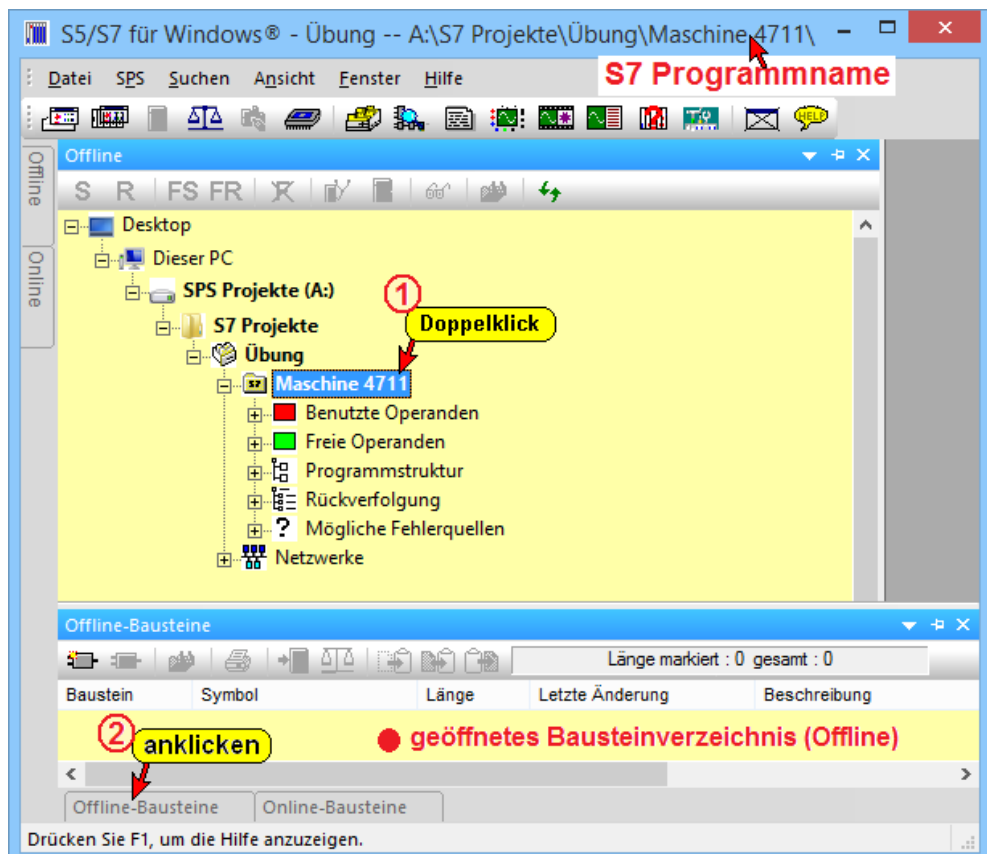 S5/S7 für Windows® - Übung -- A:\S7 Projekte\Übung\Maschine 4711\
Datei SPS Suchen Ansicht Fenster Hilfe
S7 Programmname
HELP
Offline
Online
Offline
S R FS FR
Desktop
Dieser PC
SPS Projekte (A:)
1
S7 Projekte
Doppelklick
Übung
S7 Maschine 4711
Benutzte Operanden
Freie Operanden
Programmstruktur
Rückverfolgung
? Mögliche Fehlerquellen
Netzwerke
Offline-Bausteine
Länge markiert : 0 gesamt : 0
Baustein Symbol Länge Letzte Änderung Beschreibung
2 anklicken geöffnetes Bausteinverzeichnis (Offline)
Offline-Bausteine Online-Bausteine
Drücken Sie F1, um die Hilfe anzuzeigen.